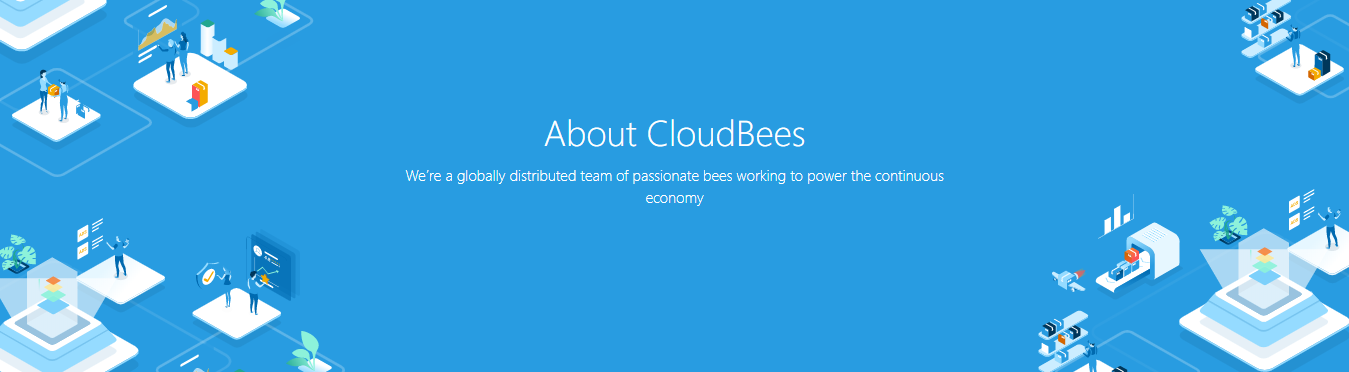 About CloudBees
We're a globally distributed team of passionate bees working to power the continuous
economy